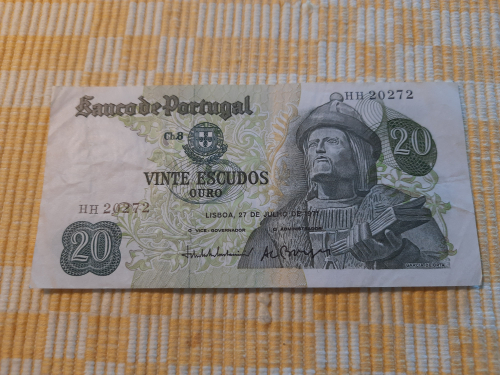 Banco de Portugal
HH 20272
Ch.8
20
VINTE ESCUDOS
OURO
HH 20272
LISBOA, 27 DE JULHO DE 1971
O VICE-GOVERNADOR
O ADMINISTRADOR
20